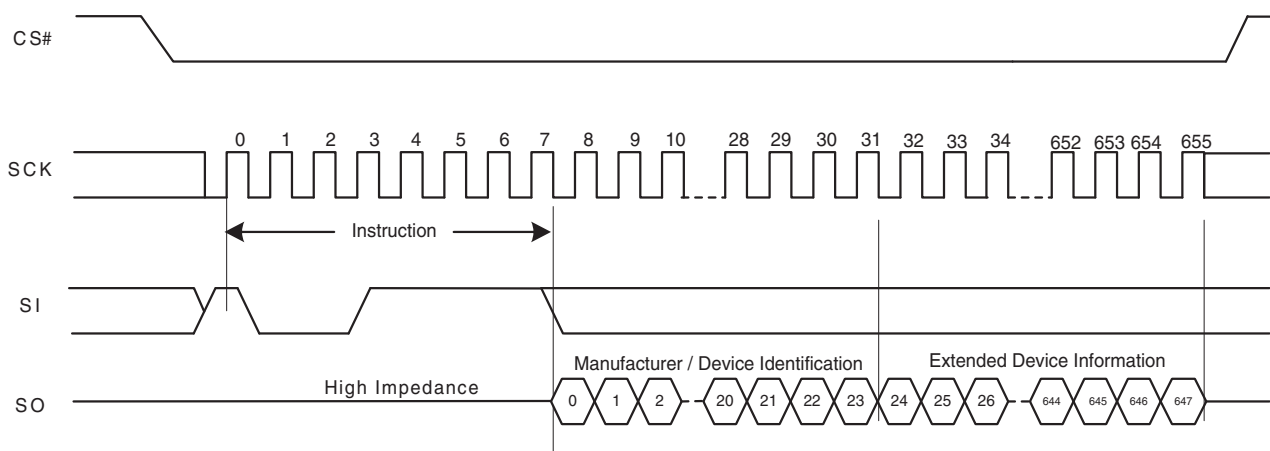 CS#
0 1 2 3 4 5 6 7 8 9 10 28 29 30 31 32 33 34 652 653 654 655
SCK
Instruction
SI
Manufacturer / Device Identification Extended Device Information
High Impedance
SO 0 1 2 20 21 22 23 24 25 26 644 645 646 647